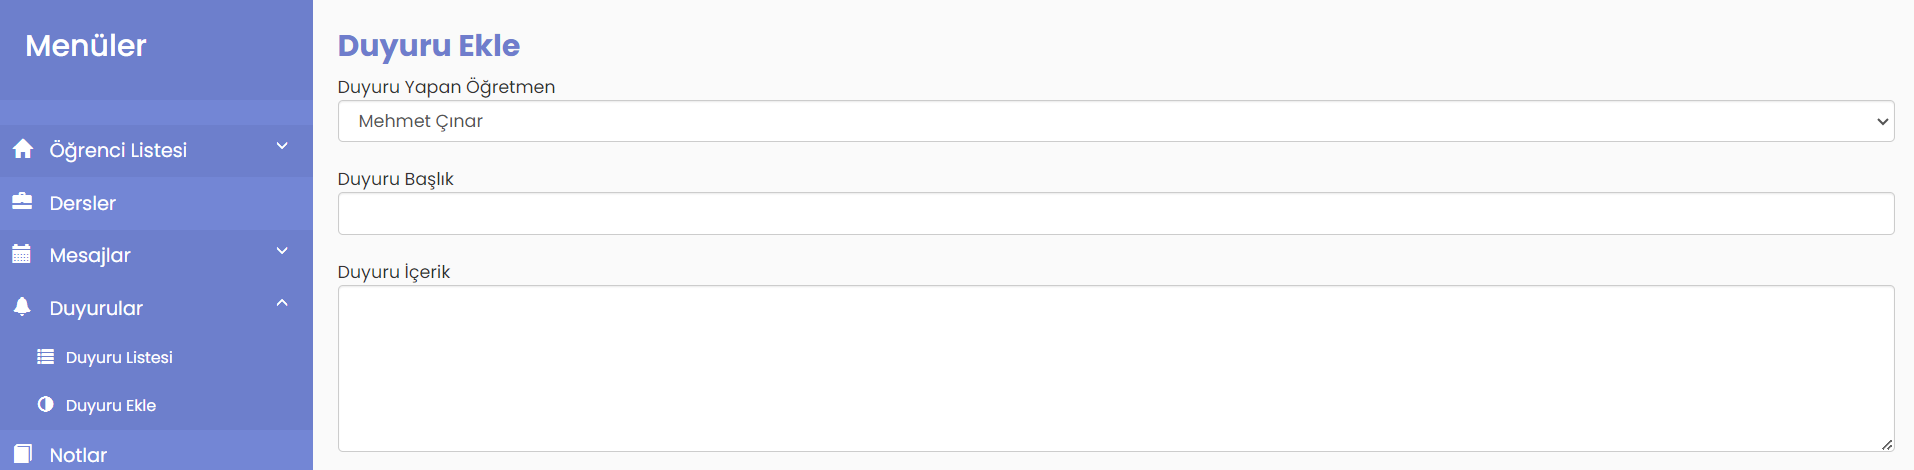 Menüler
Öğrenci Listesi
Dersler
Mesajlar
Duyurular
Duyuru Listesi
Duyuru Ekle
Notlar
Duyuru Ekle
Duyuru Yapan Öğretmen
Mehmet Çınar
Duyuru Başlık
Duyuru İçerik